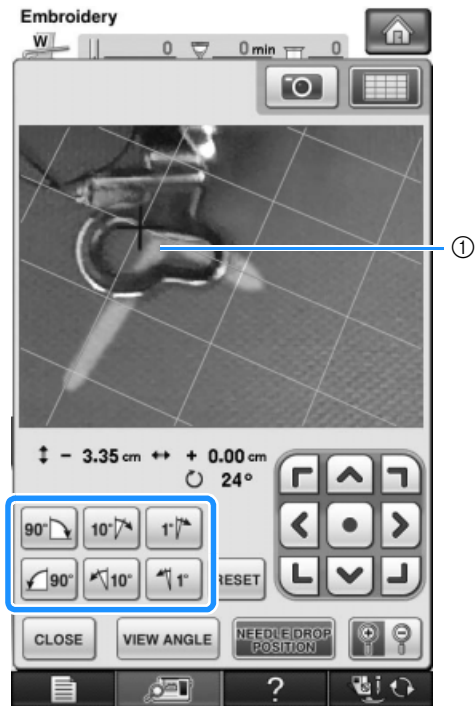 Embroidery
W 0 0 min 0
①
- 3.35 cm + 0.00 cm
24°
90° 10° 1°
90° 10° 1° RESET
CLOSE VIEW ANGLE NEEDLE DROP
POSITION
?